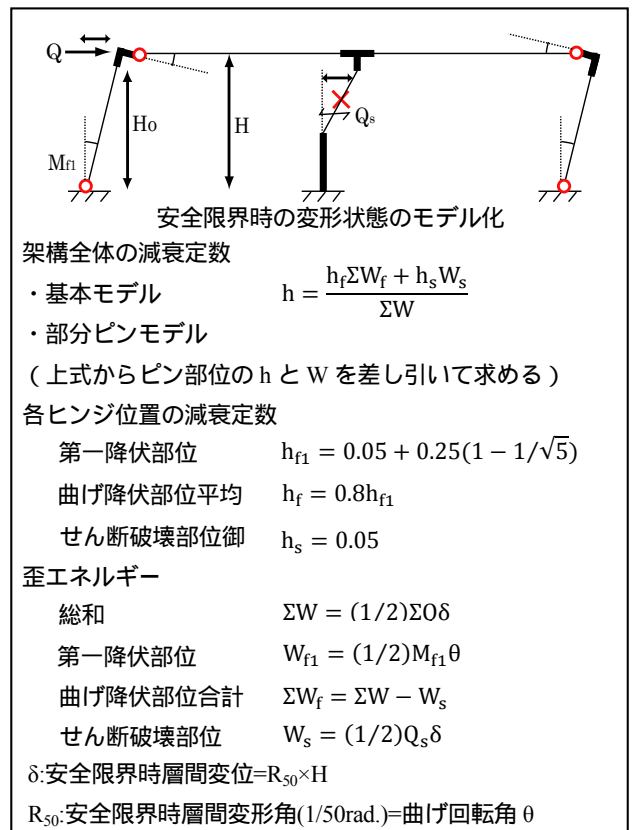 Q
Ho
H
Qs
Mf1
安全限界時の変形状態のモデル化
架構全体の減衰定数
・基本モデル h = (hfΣWf + hsWs) / ΣW
・部分ピンモデル
(上式からピン部位の h と W を差し引いて求める)
各ヒンジ位置の減衰定数
第一降伏部位 hf1 = 0.05 + 0.25(1 − 1/√5)
曲げ降伏部位平均 hf = 0.8hf1
せん断破壊部位御 hs = 0.05
歪エネルギー
総和 ΣW = (1/2)ΣQδ
第一降伏部位 Wf1 = (1/2)Mf1θ
曲げ降伏部位合計 ΣWf = ΣW − Ws
せん断破壊部位 Ws = (1/2)Qsδ
δ:安全限界時層間変位=R50×H
R50:安全限界時層間変形角(1/50rad.)=曲げ回転角 θ